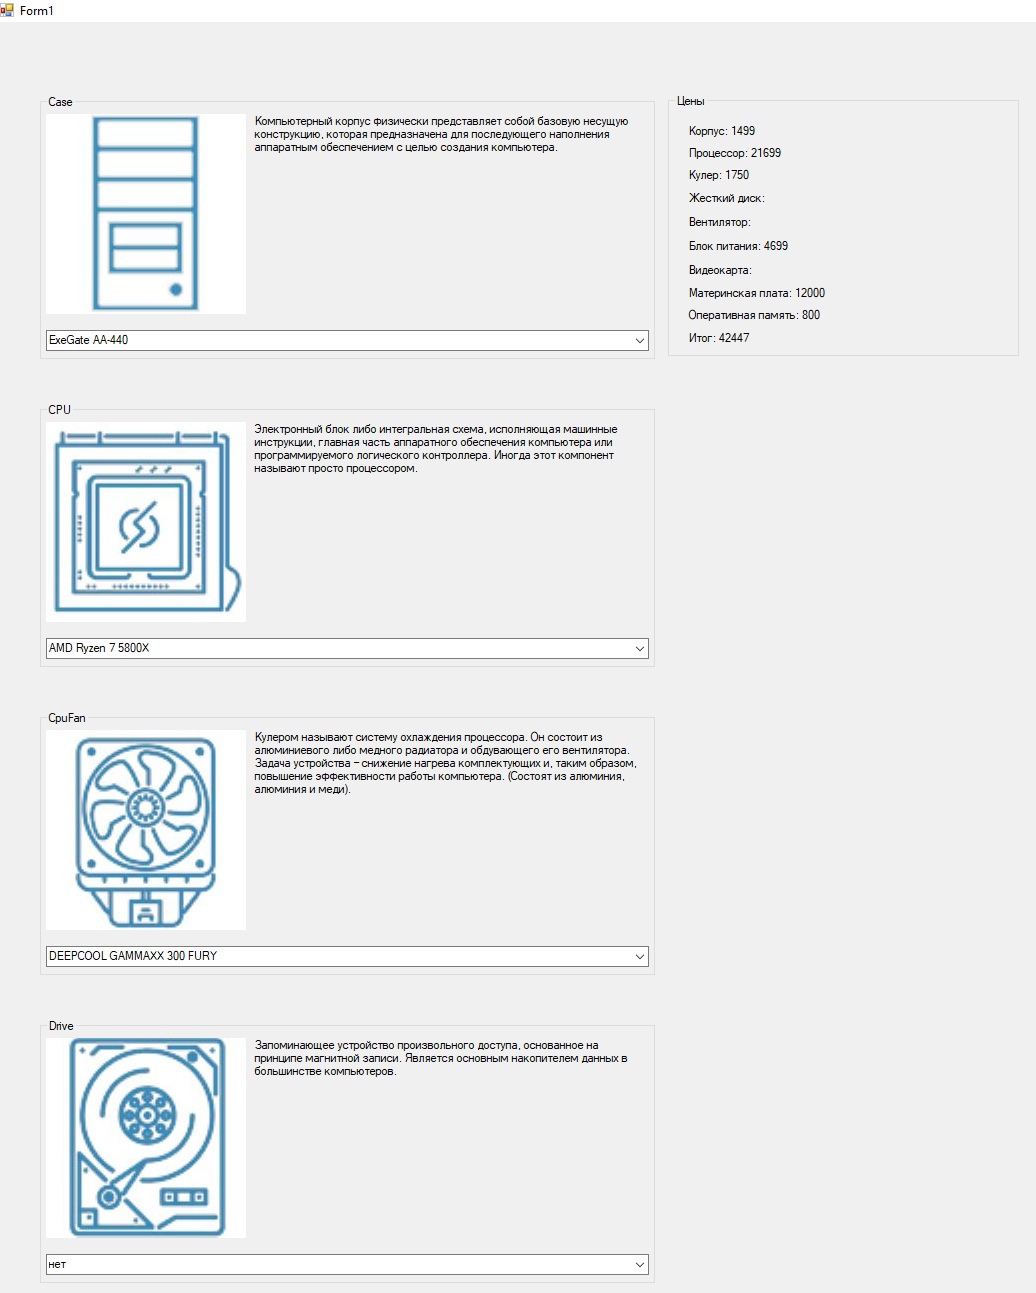 Form1
Case
Компьютерный корпус физически представляет собой базовую несущую
конструкцию, которая предназначена для последующего наполнения
аппаратным обеспечением с целью создания компьютера.
ExeGate AA-440
Цены
Корпус: 1499
Процессор: 21699
Кулер: 1750
Жесткий диск:
Вентилятор:
Блок питания: 4699
Видеокарта:
Материнская плата: 12000
Оперативная память: 800
Итог: 42447
CPU
Электронный блок либо интегральная схема, исполняющая машинные
инструкции, главная часть аппаратного обеспечения компьютера или
программируемого логического контроллера. Иногда этот компонент
называют просто процессором.
AMD Ryzen 7 5800X
CpuFan
Кулером называют систему охлаждения процессора. Он состоит из
алюминиевого либо медного радиатора и обдувающего его вентилятора.
Задача устройства – снижение нагрева комплектующих и, таким образом,
повышение эффективности работы компьютера. (Состоят из алюминия,
алюминия и меди).
DEEPCOOL GAMMAXX 300 FURY
Drive
Запоминающее устройство произвольного доступа, основанное на
принципе магнитной записи. Является основным накопителем данных в
большинстве компьютеров.
нет